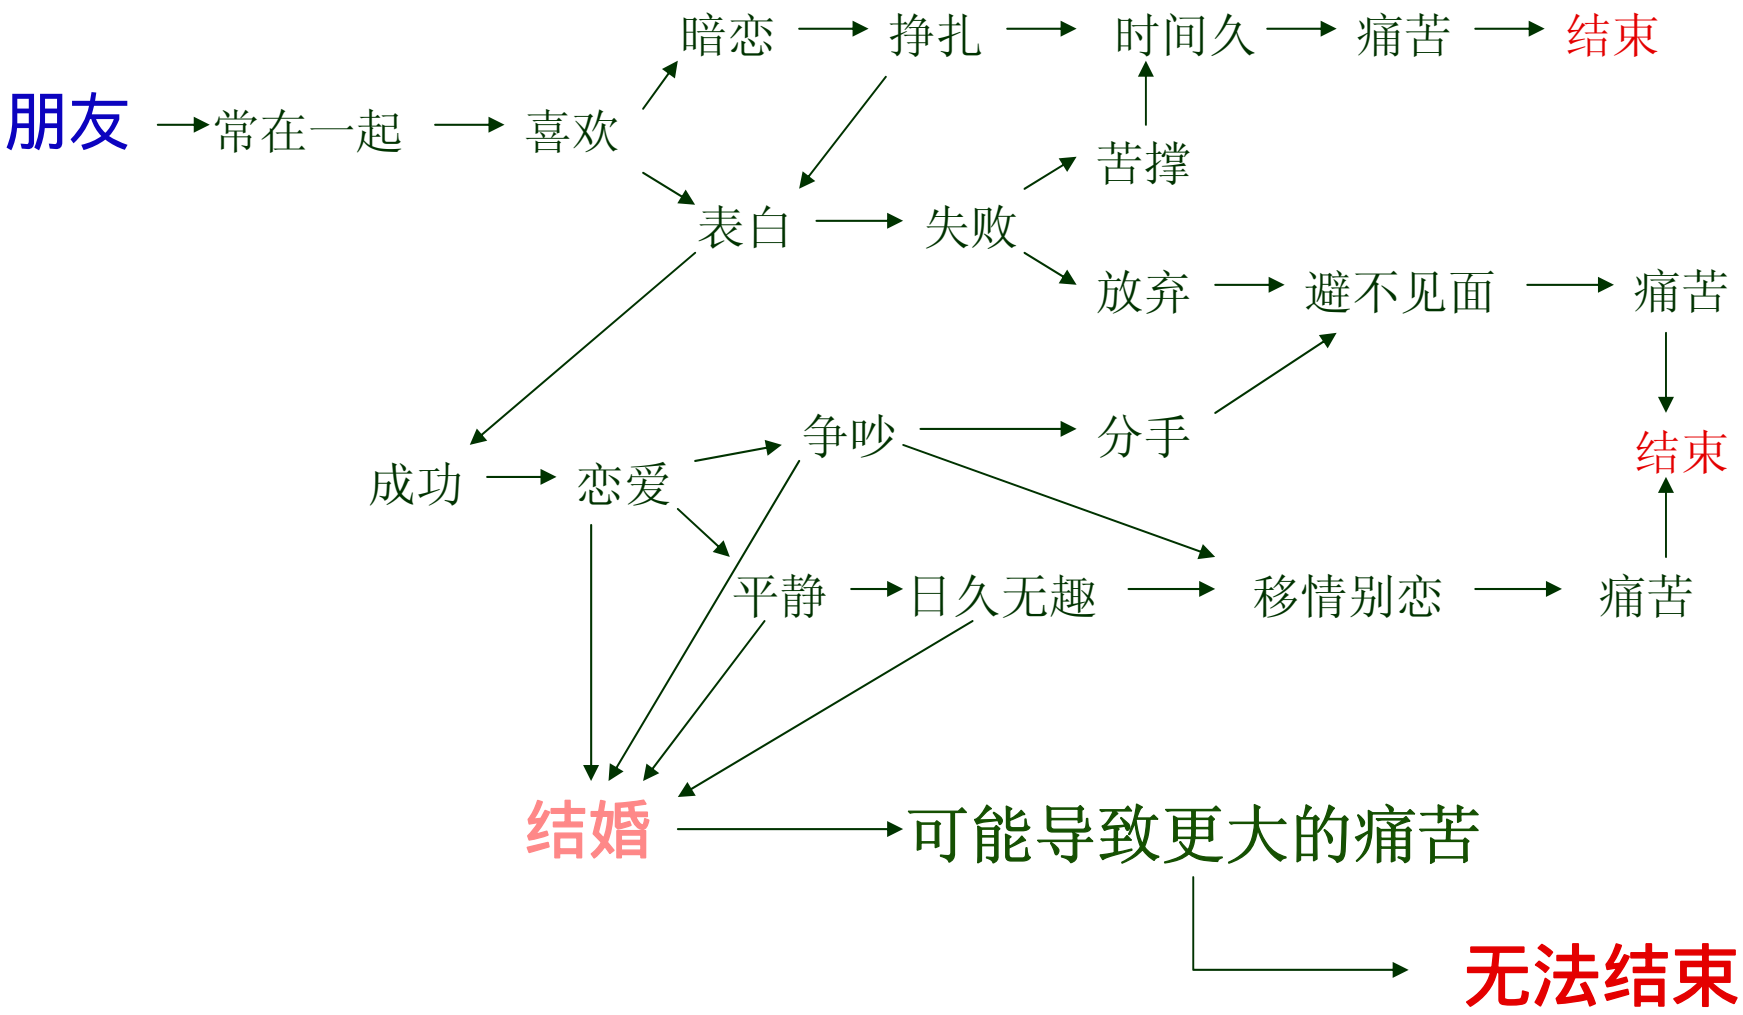 暗恋 挣扎 时间久 痛苦 结束
朋友 常在一起 喜欢
苦撑
表白 失败
放弃 避不见面 痛苦
争吵 分手
结束
成功 恋爱
平静 日久无趣 移情别恋 痛苦
结婚 可能导致更大的痛苦
无法结束